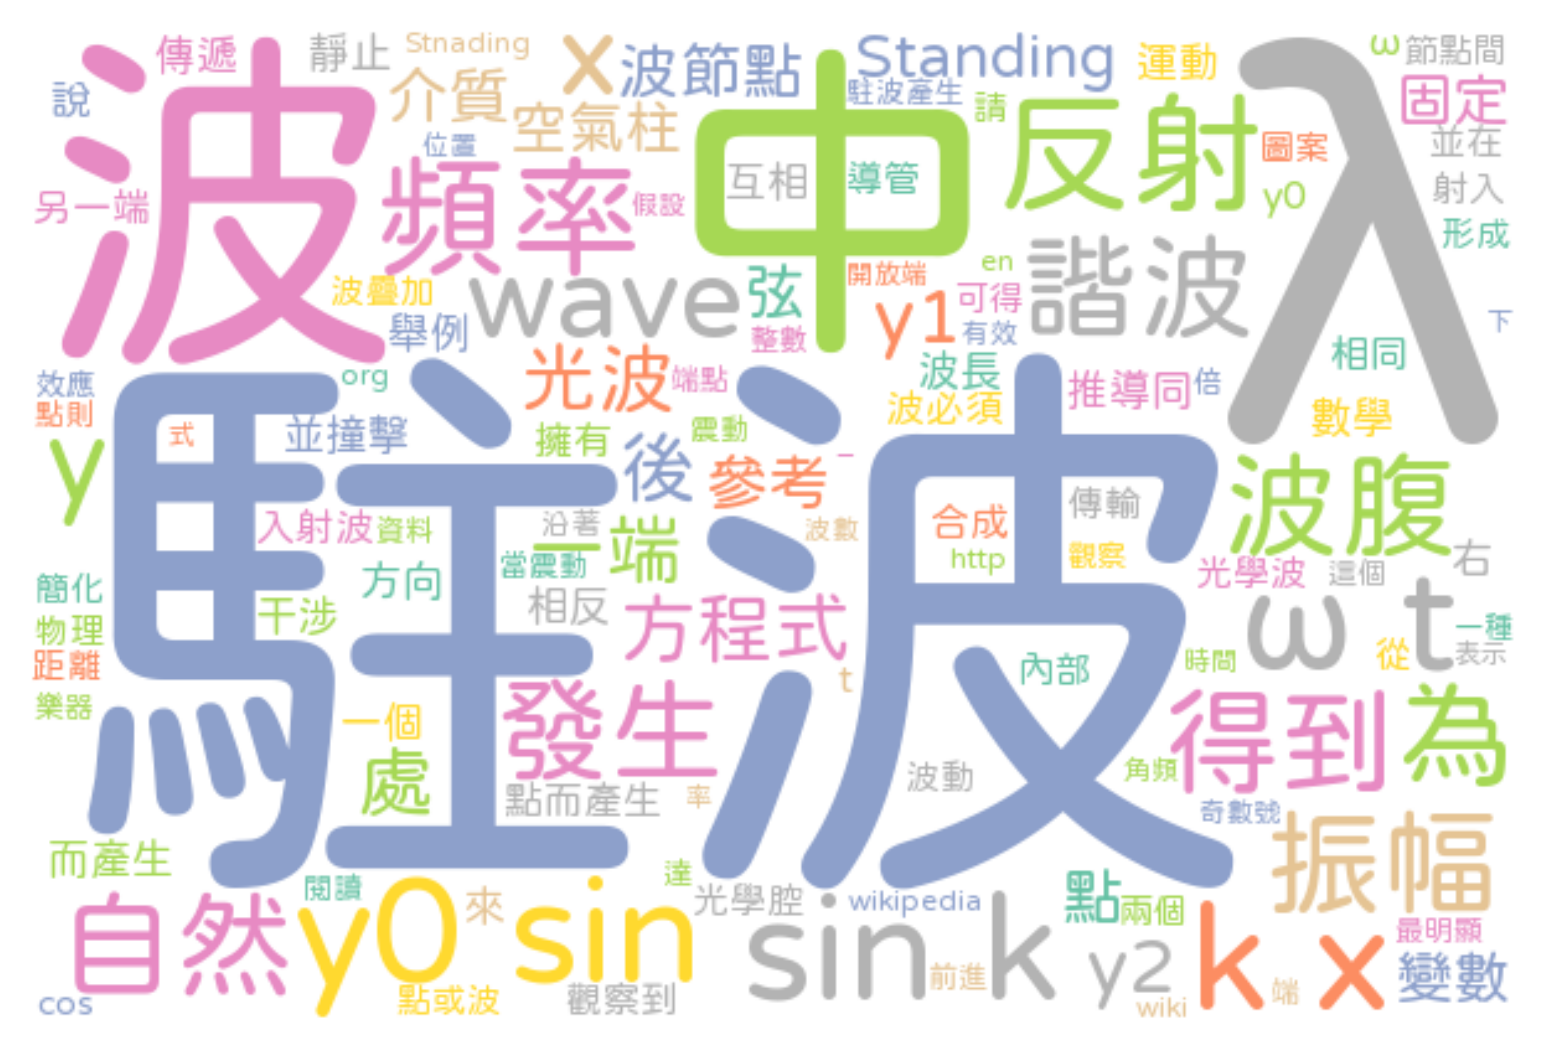 波
傳遞
靜止
Stnading
x
波節點
Standing
運動
ω
節點間
說
介質
空氣柱
駐波產生
請
反射
固定
中
λ
位置
圖案
並在
另一端
頻率
假設
互相
導管
y0
射入
形成
波疊加
wave
弦
開放端
en
諧波
舉例
y1
可得
有效
整數
下
效應
org
光波
端點
波長
推導同
倍
相同
點則
式
並撞擊
擁有
後
震動
波必須
數學
y
駐波
參考
_
波腹
入射波
資料
沿著
一端
波數
合成
傳輸
當震動
http
觀察
光學波
這個
右
簡化
干涉
方向
相反
方程式
ω t
一種
物理
內部
時間
從
表示
距離
t
樂器
一個
發生
得到
為
處
點而產生
率
波動
角頻
奇數號
而產生
振幅
閱讀
達
自然
y0 sin
來
光學腔
wikipedia
點
兩個
sin k
y2
k x
最明顯
前進
變數
cos
點或波
觀察到
wiki
端